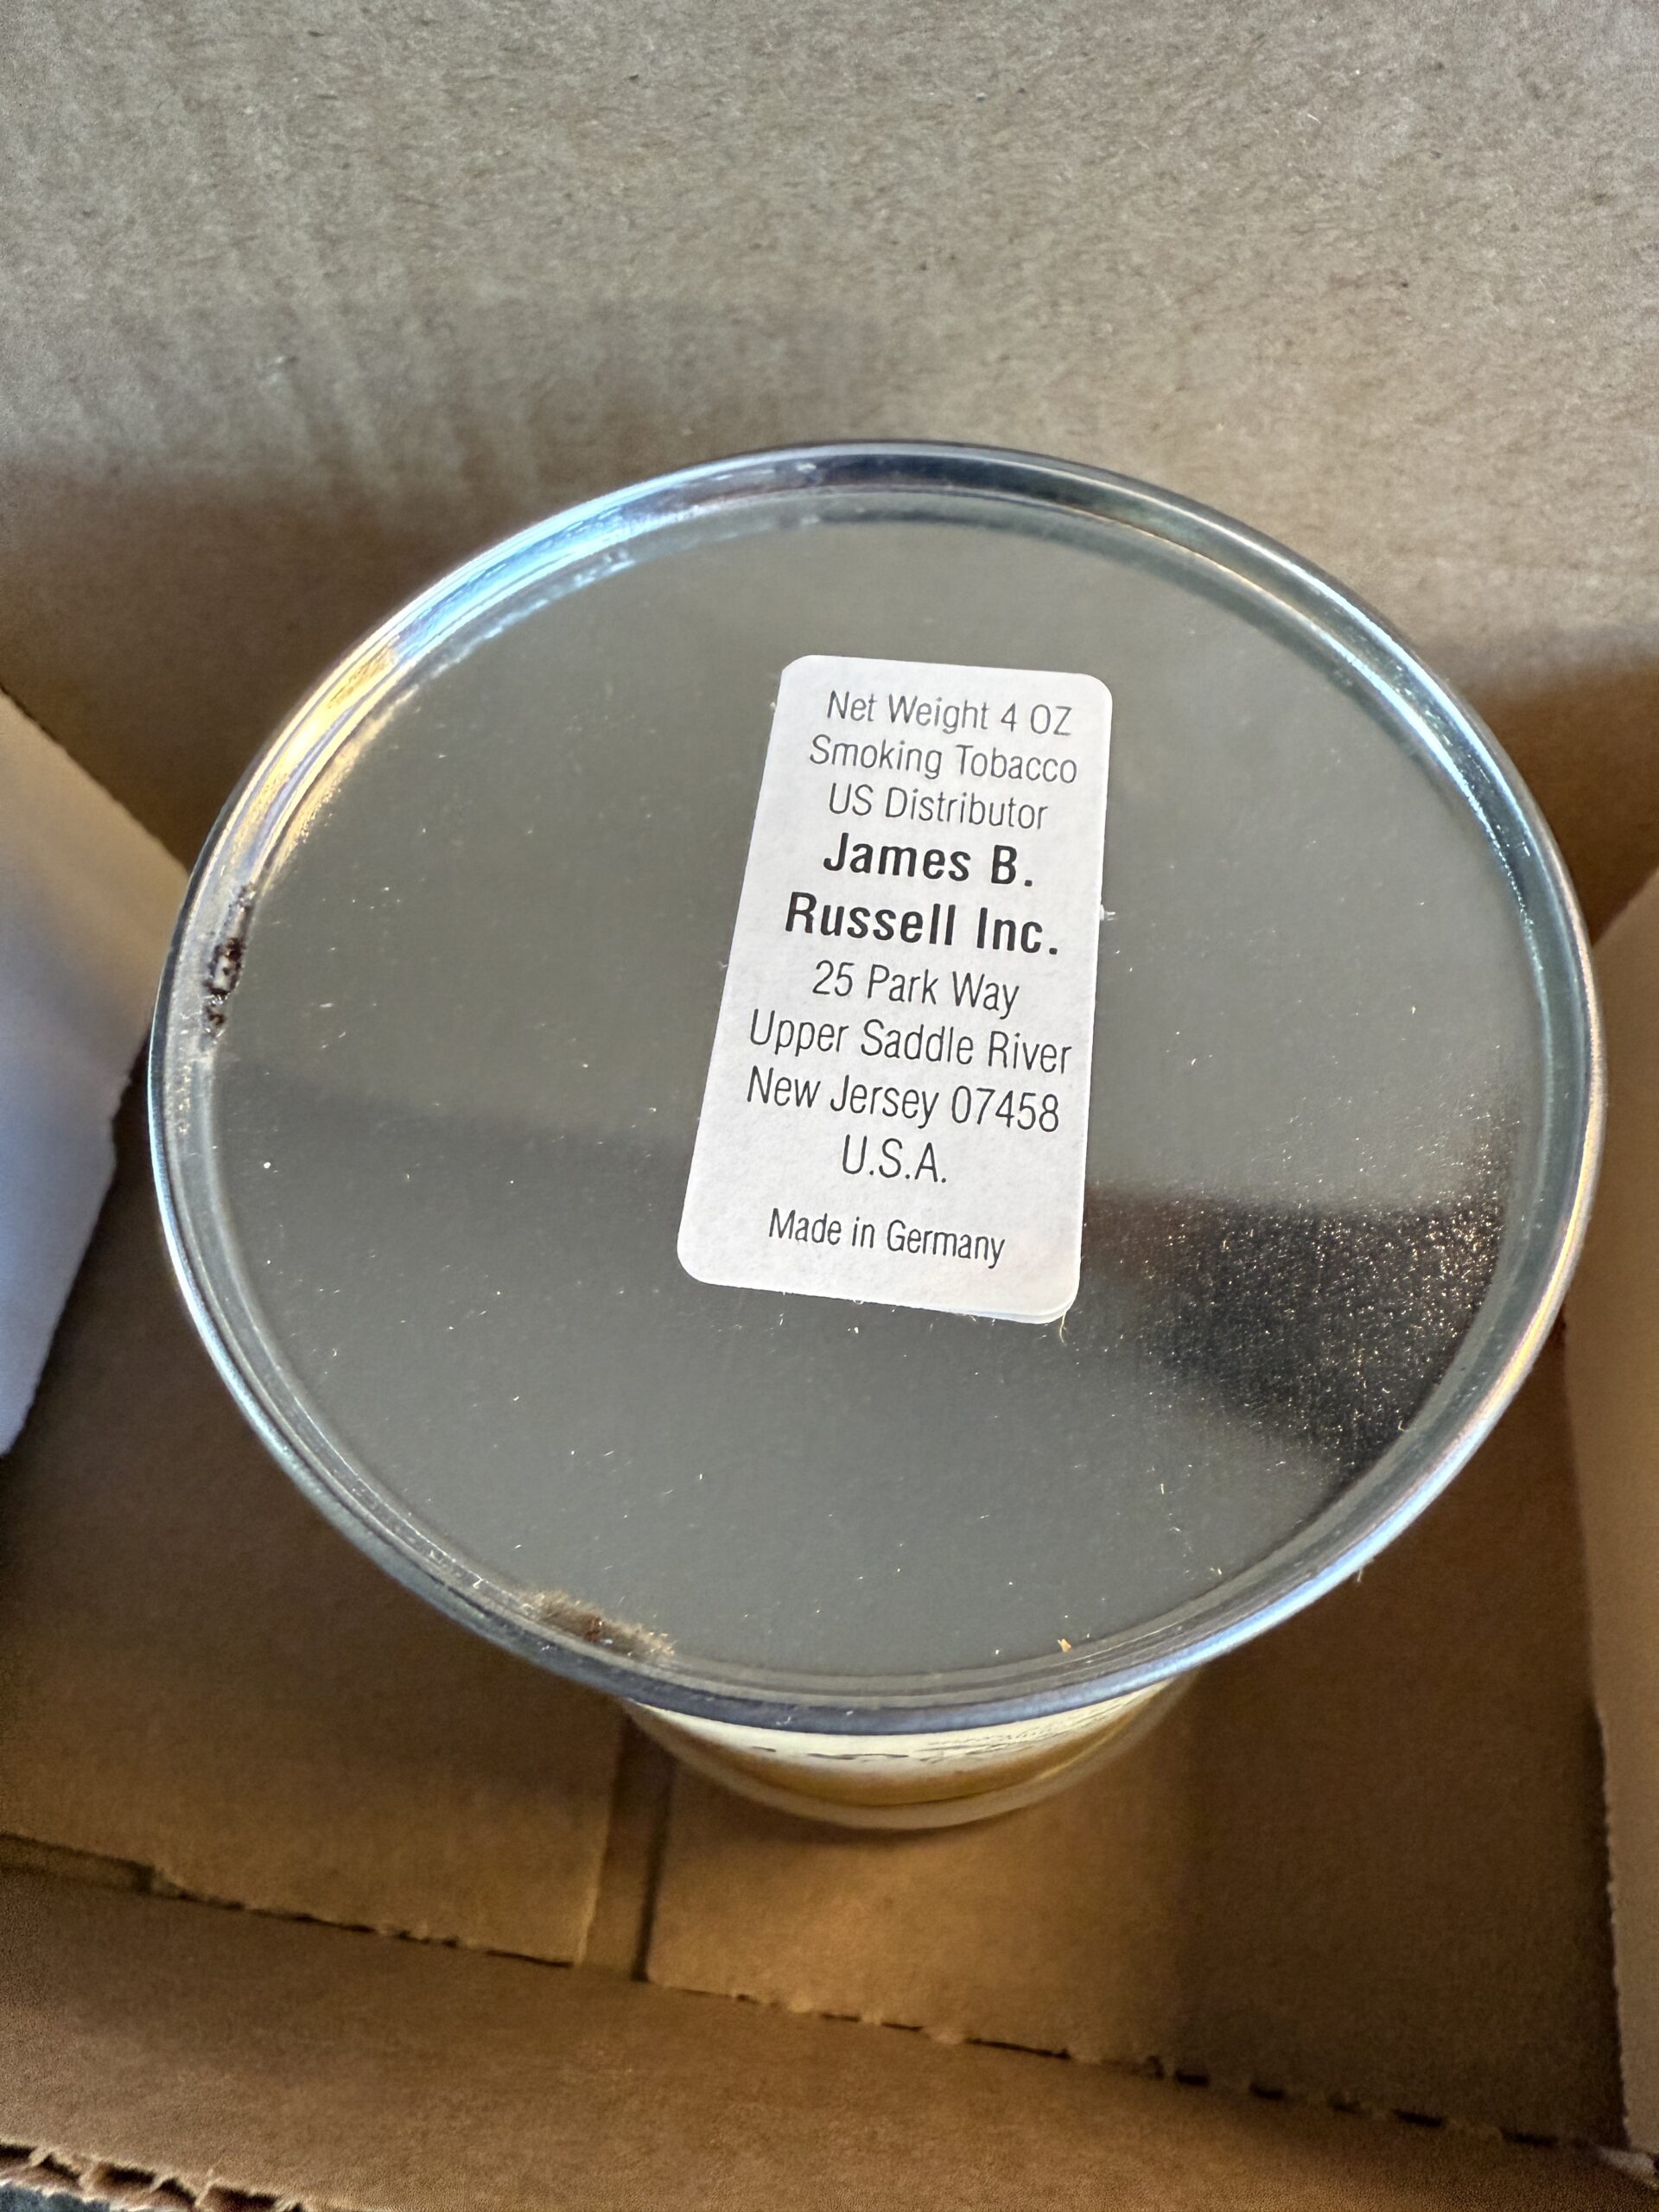 Net Weight 4 OZ
Smoking Tobacco
US Distributor
James B.
Russell Inc.
25 Park Way
Upper Saddle River
New Jersey 07458
U.S.A.
Made in Germany